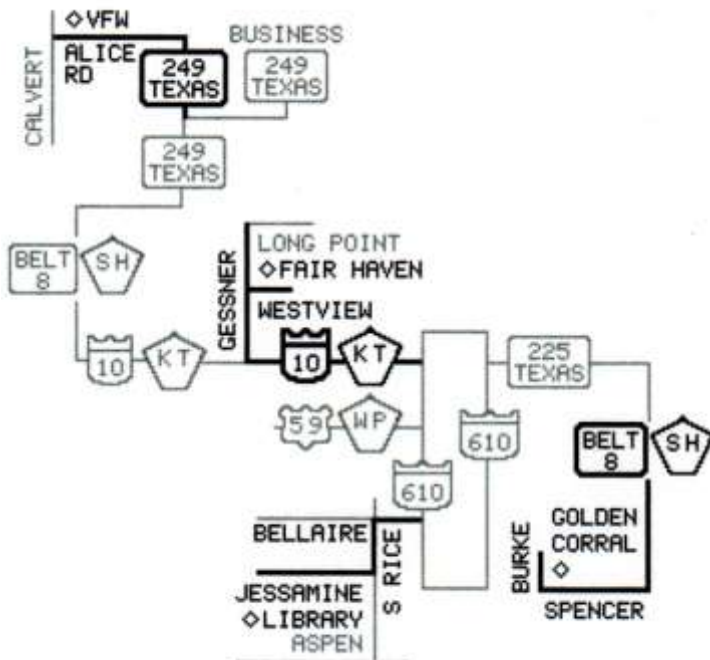 ◇VFW
ALICE
RD
CALVERT
249
TEXAS
BUSINESS
249
TEXAS
249
TEXAS
BELT
8
SH
GESSNER
LONG POINT
◇FAIR HAVEN
WESTVIEW
10
KT
10
KT
225
TEXAS
59
WP
610
610
BELT
8
SH
BELLAIRE
S RICE
JESSAMINE
◇LIBRARY
ASPEN
BURKE
GOLDEN
CORRAL
◇
SPENCER